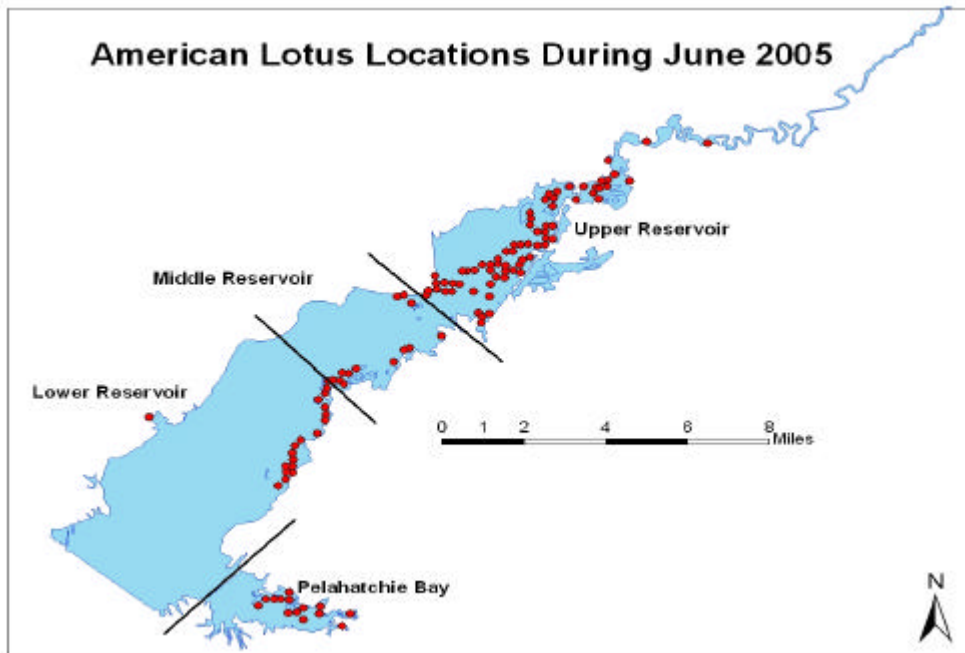 American Lotus Locations During June 2005
Upper Reservoir
Middle Reservoir
Lower Reservoir
0 1 2 4 6 8
Miles
Pelahatchie Bay
N